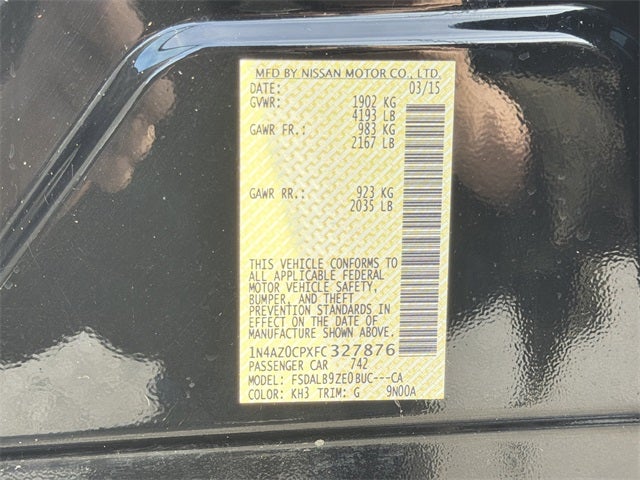 MFD BY NISSAN MOTOR CO., LTD.
DATE: 03/15
GVWR: 1902 KG
4193 LB
GAWR FR.: 983 KG
2167 LB
GAWR RR.: 923 KG
2035 LB
THIS VEHICLE CONFORMS TO
ALL APPLICABLE FEDERAL
MOTOR VEHICLE SAFETY,
BUMPER, AND THEFT
PREVENTION STANDARDS IN
EFFECT ON THE DATE OF
MANUFACTURE SHOWN ABOVE.
1N4AZ0CPXFC327876
PASSENGER CAR 742
MODEL: FSDALB9ZE0BUC---CA
COLOR: KH3 TRIM: G 9N00A